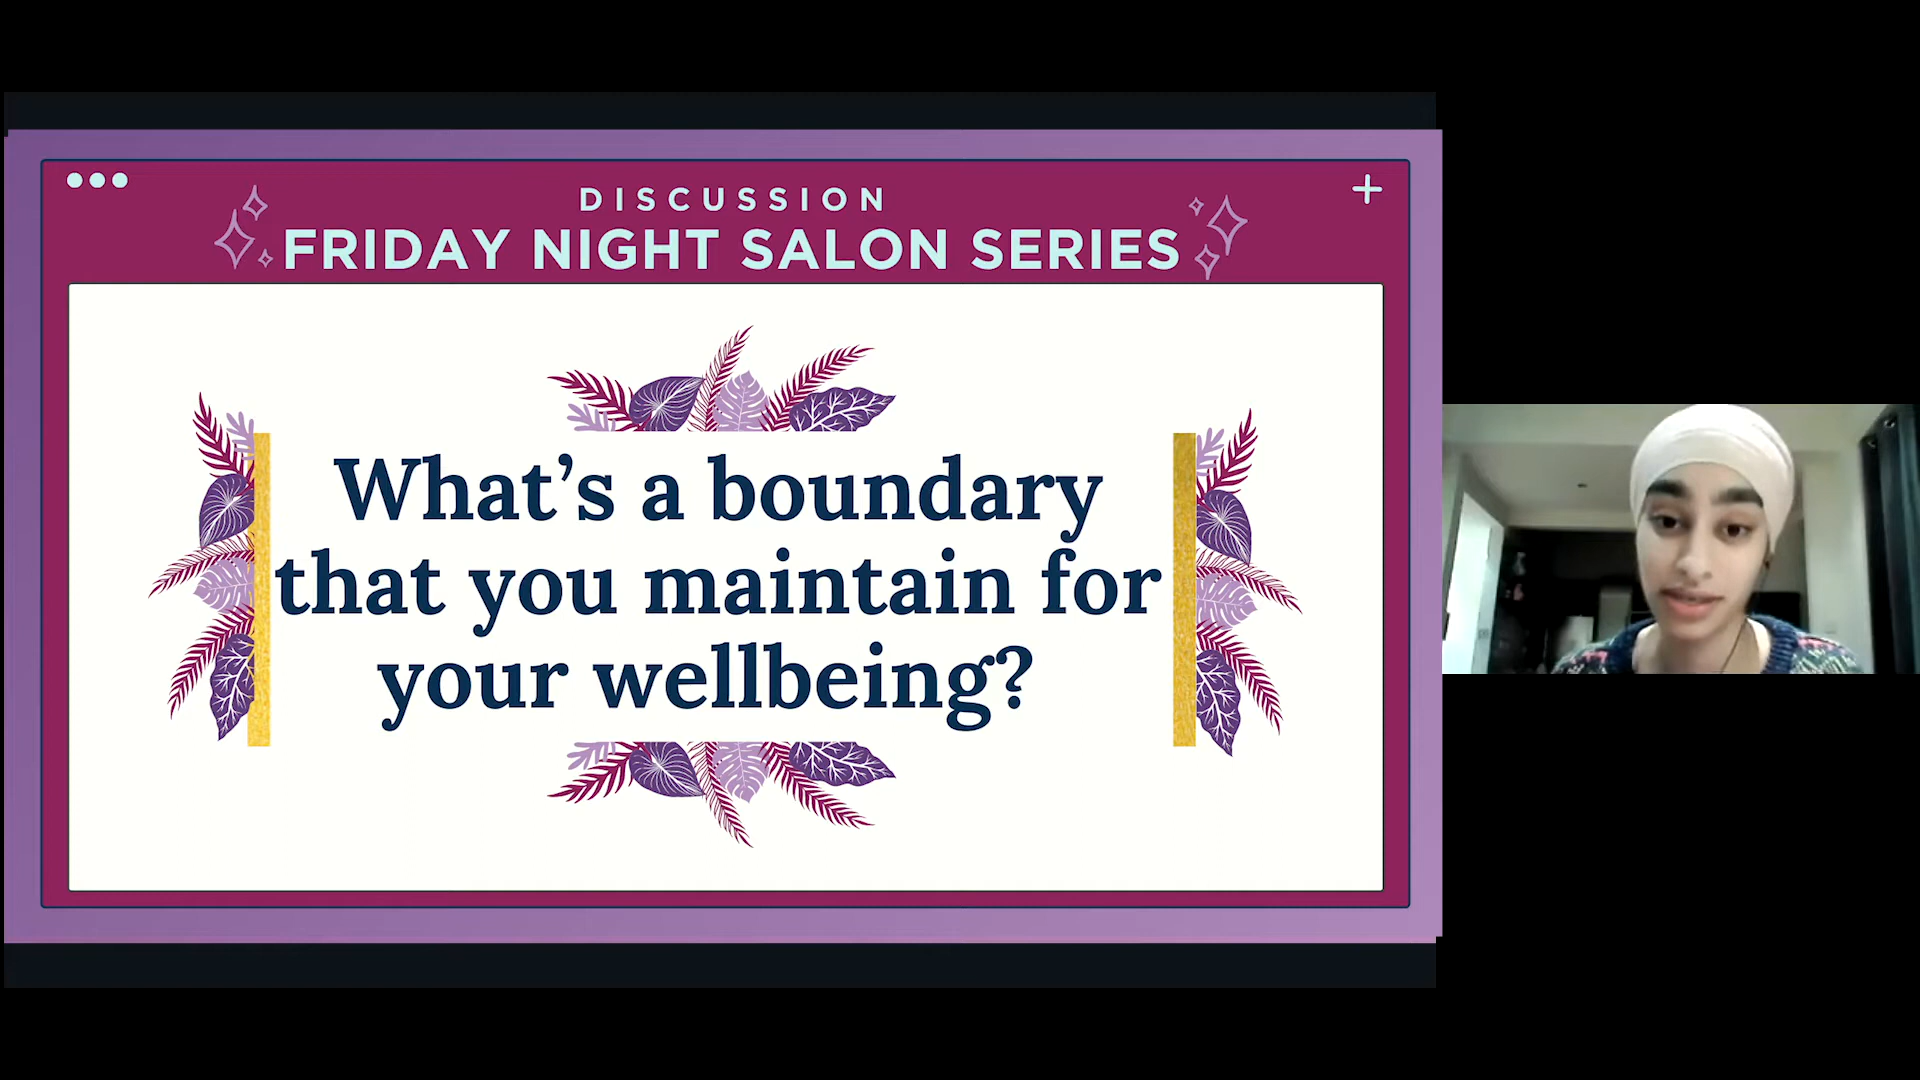 DISCUSSION
FRIDAY NIGHT SALON SERIES
What’s a boundary
that you maintain for
your wellbeing?